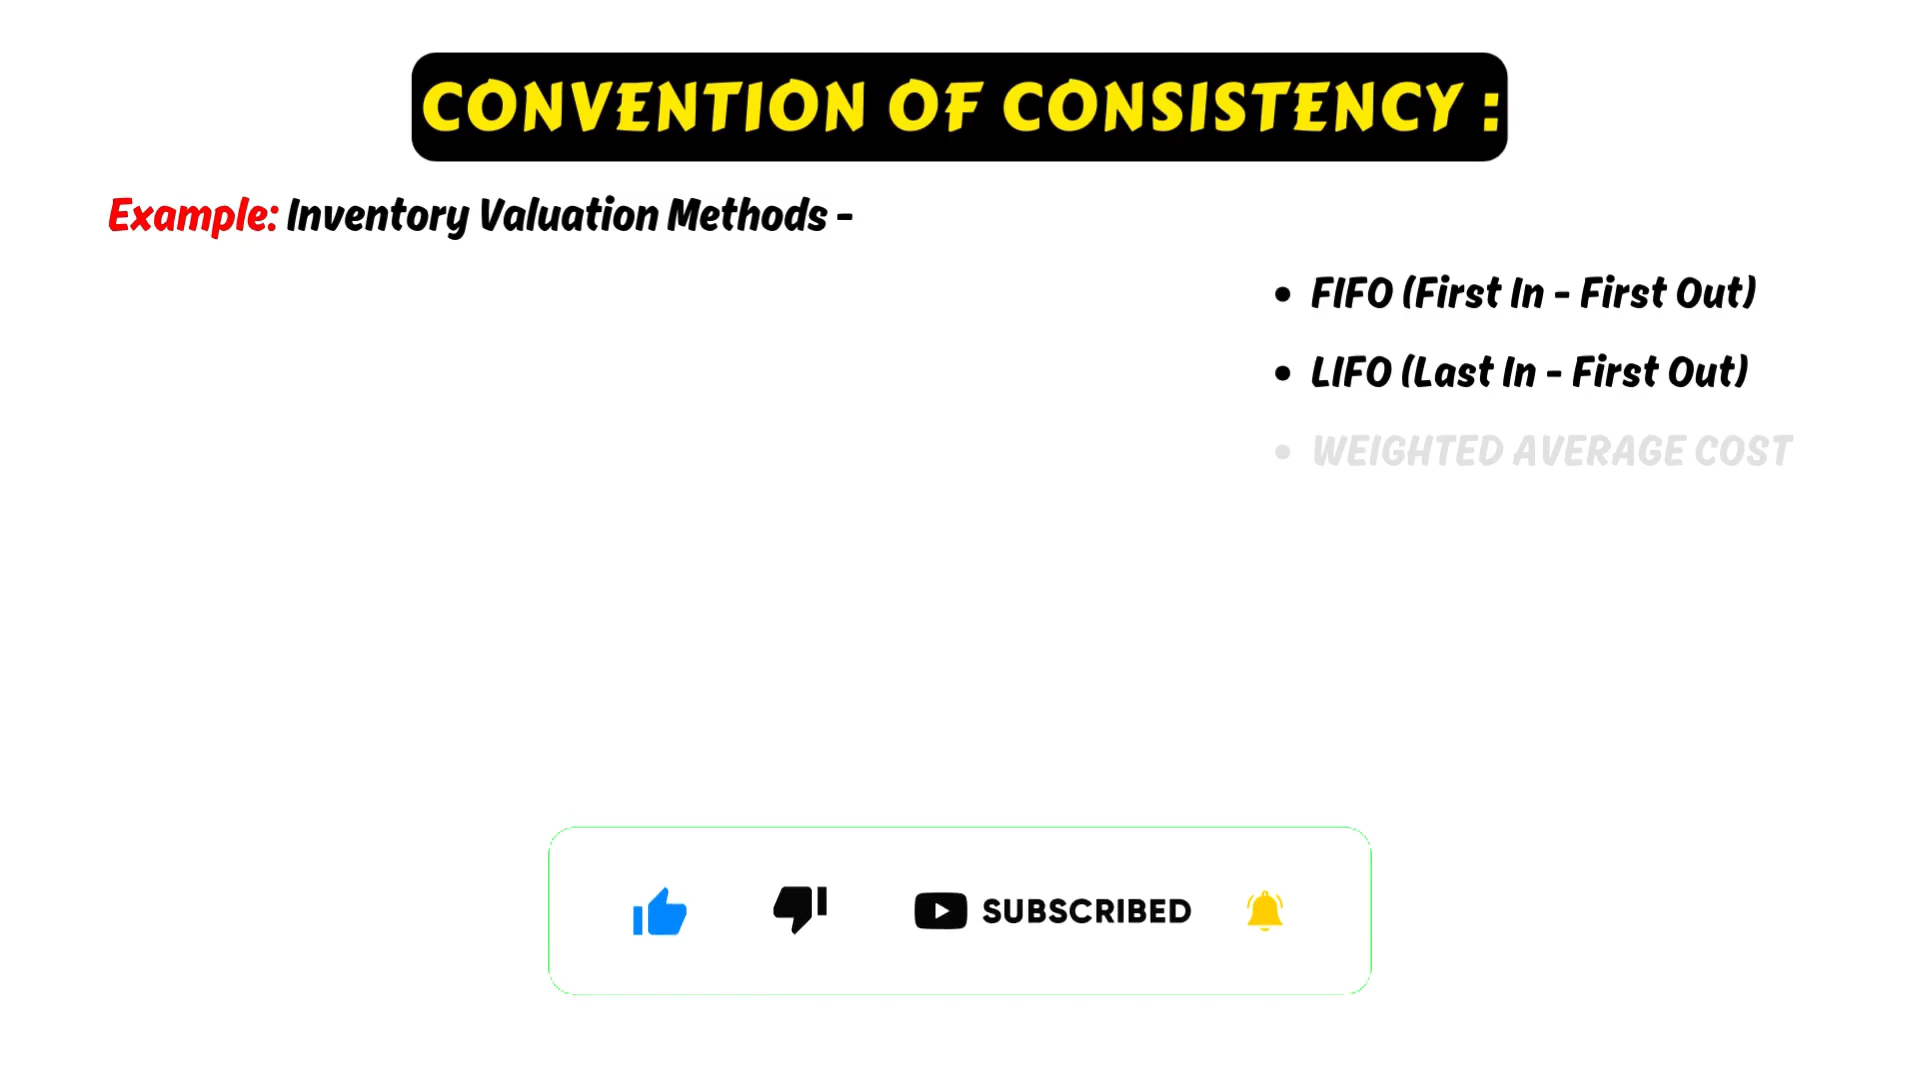 CONVENTION OF CONSISTENCY :
Example: Inventory Valuation Methods -
• FIFO (First In - First Out)
• LIFO (Last In - First Out)
• WEIGHTED AVERAGE COST
SUBSCRIBED